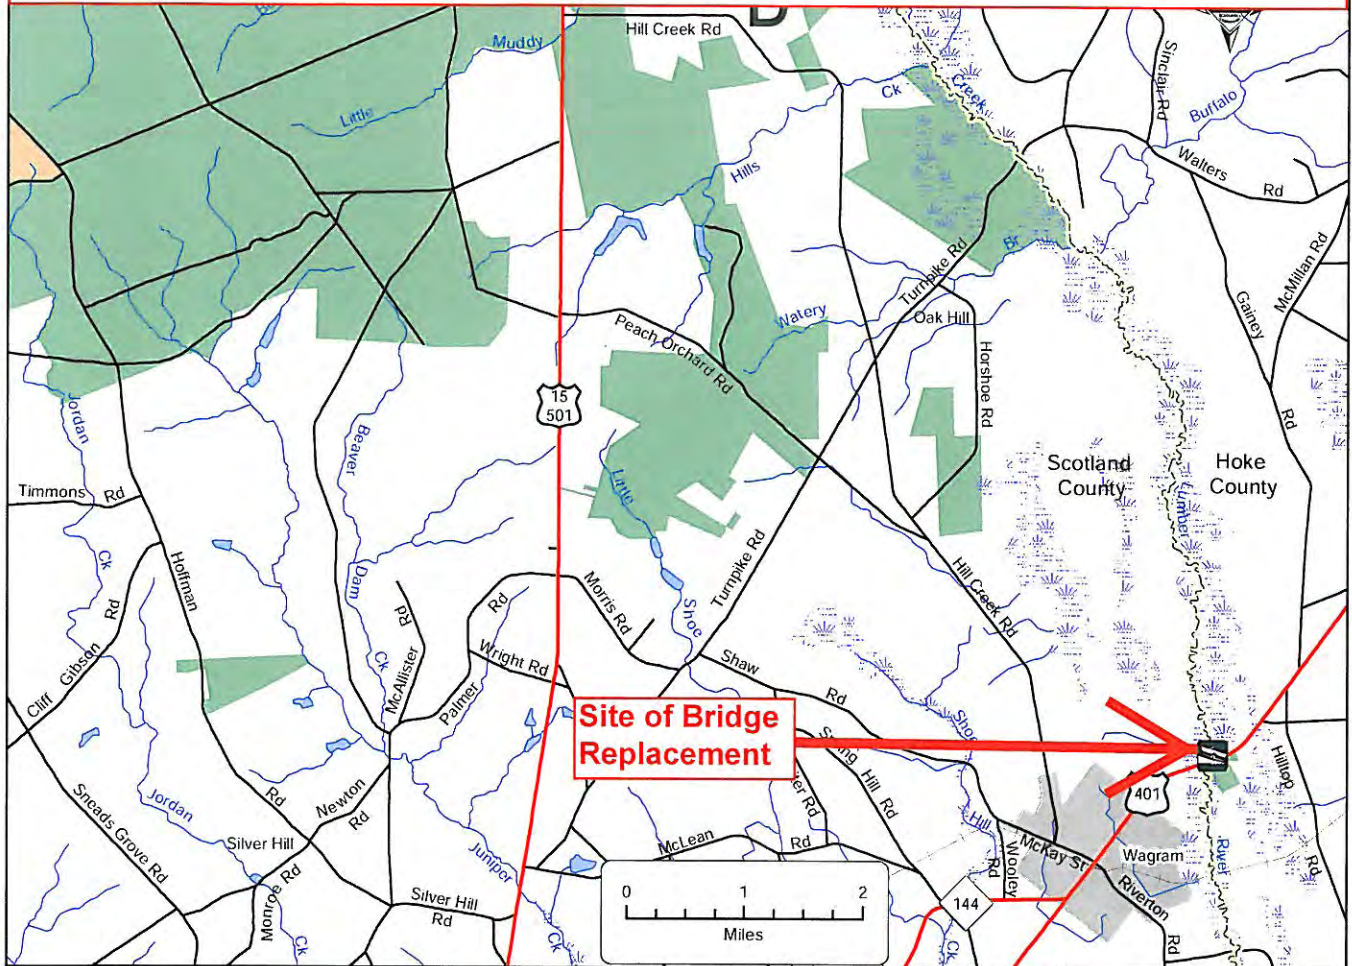 Hill Creek Rd
Muddy
Little
Ck
Creek
Sinclair Rd
Buffalo
Walters
Rd
Hills
Br
Turnpike Rd
McMillan Rd
Gainey
Rd
Watery
Oak Hill
Peach Orchard Rd
Horshoe Rd
15
501
Jordan
Beaver
Little
Scotland
County
Hoke
County
Timmons Rd
Lumber
Ck
Hoffman
Dam
Turnpike Rd
Hill Creek Rd
Rd
Rd
Morris Rd
Shoe
Cliff Gibson
Rd
McAllister
Ck
Palmer
Wright Rd
Shaw
Rd
Shoe
Site of Bridge
Replacement
Spring Hill Rd
401
Hilltop
Rd
Jordan
Sneads Grove Rd
Rd
Newton
Rd
Silver Hill
Juniper
McLean
Rd
Hill
Wooley
Rd
McKay St
Wagram
River
Monroe Rd
Silver Hill
Rd
0 1 2
Miles
144
Riverton
Rd
Ck
Ck
Ck